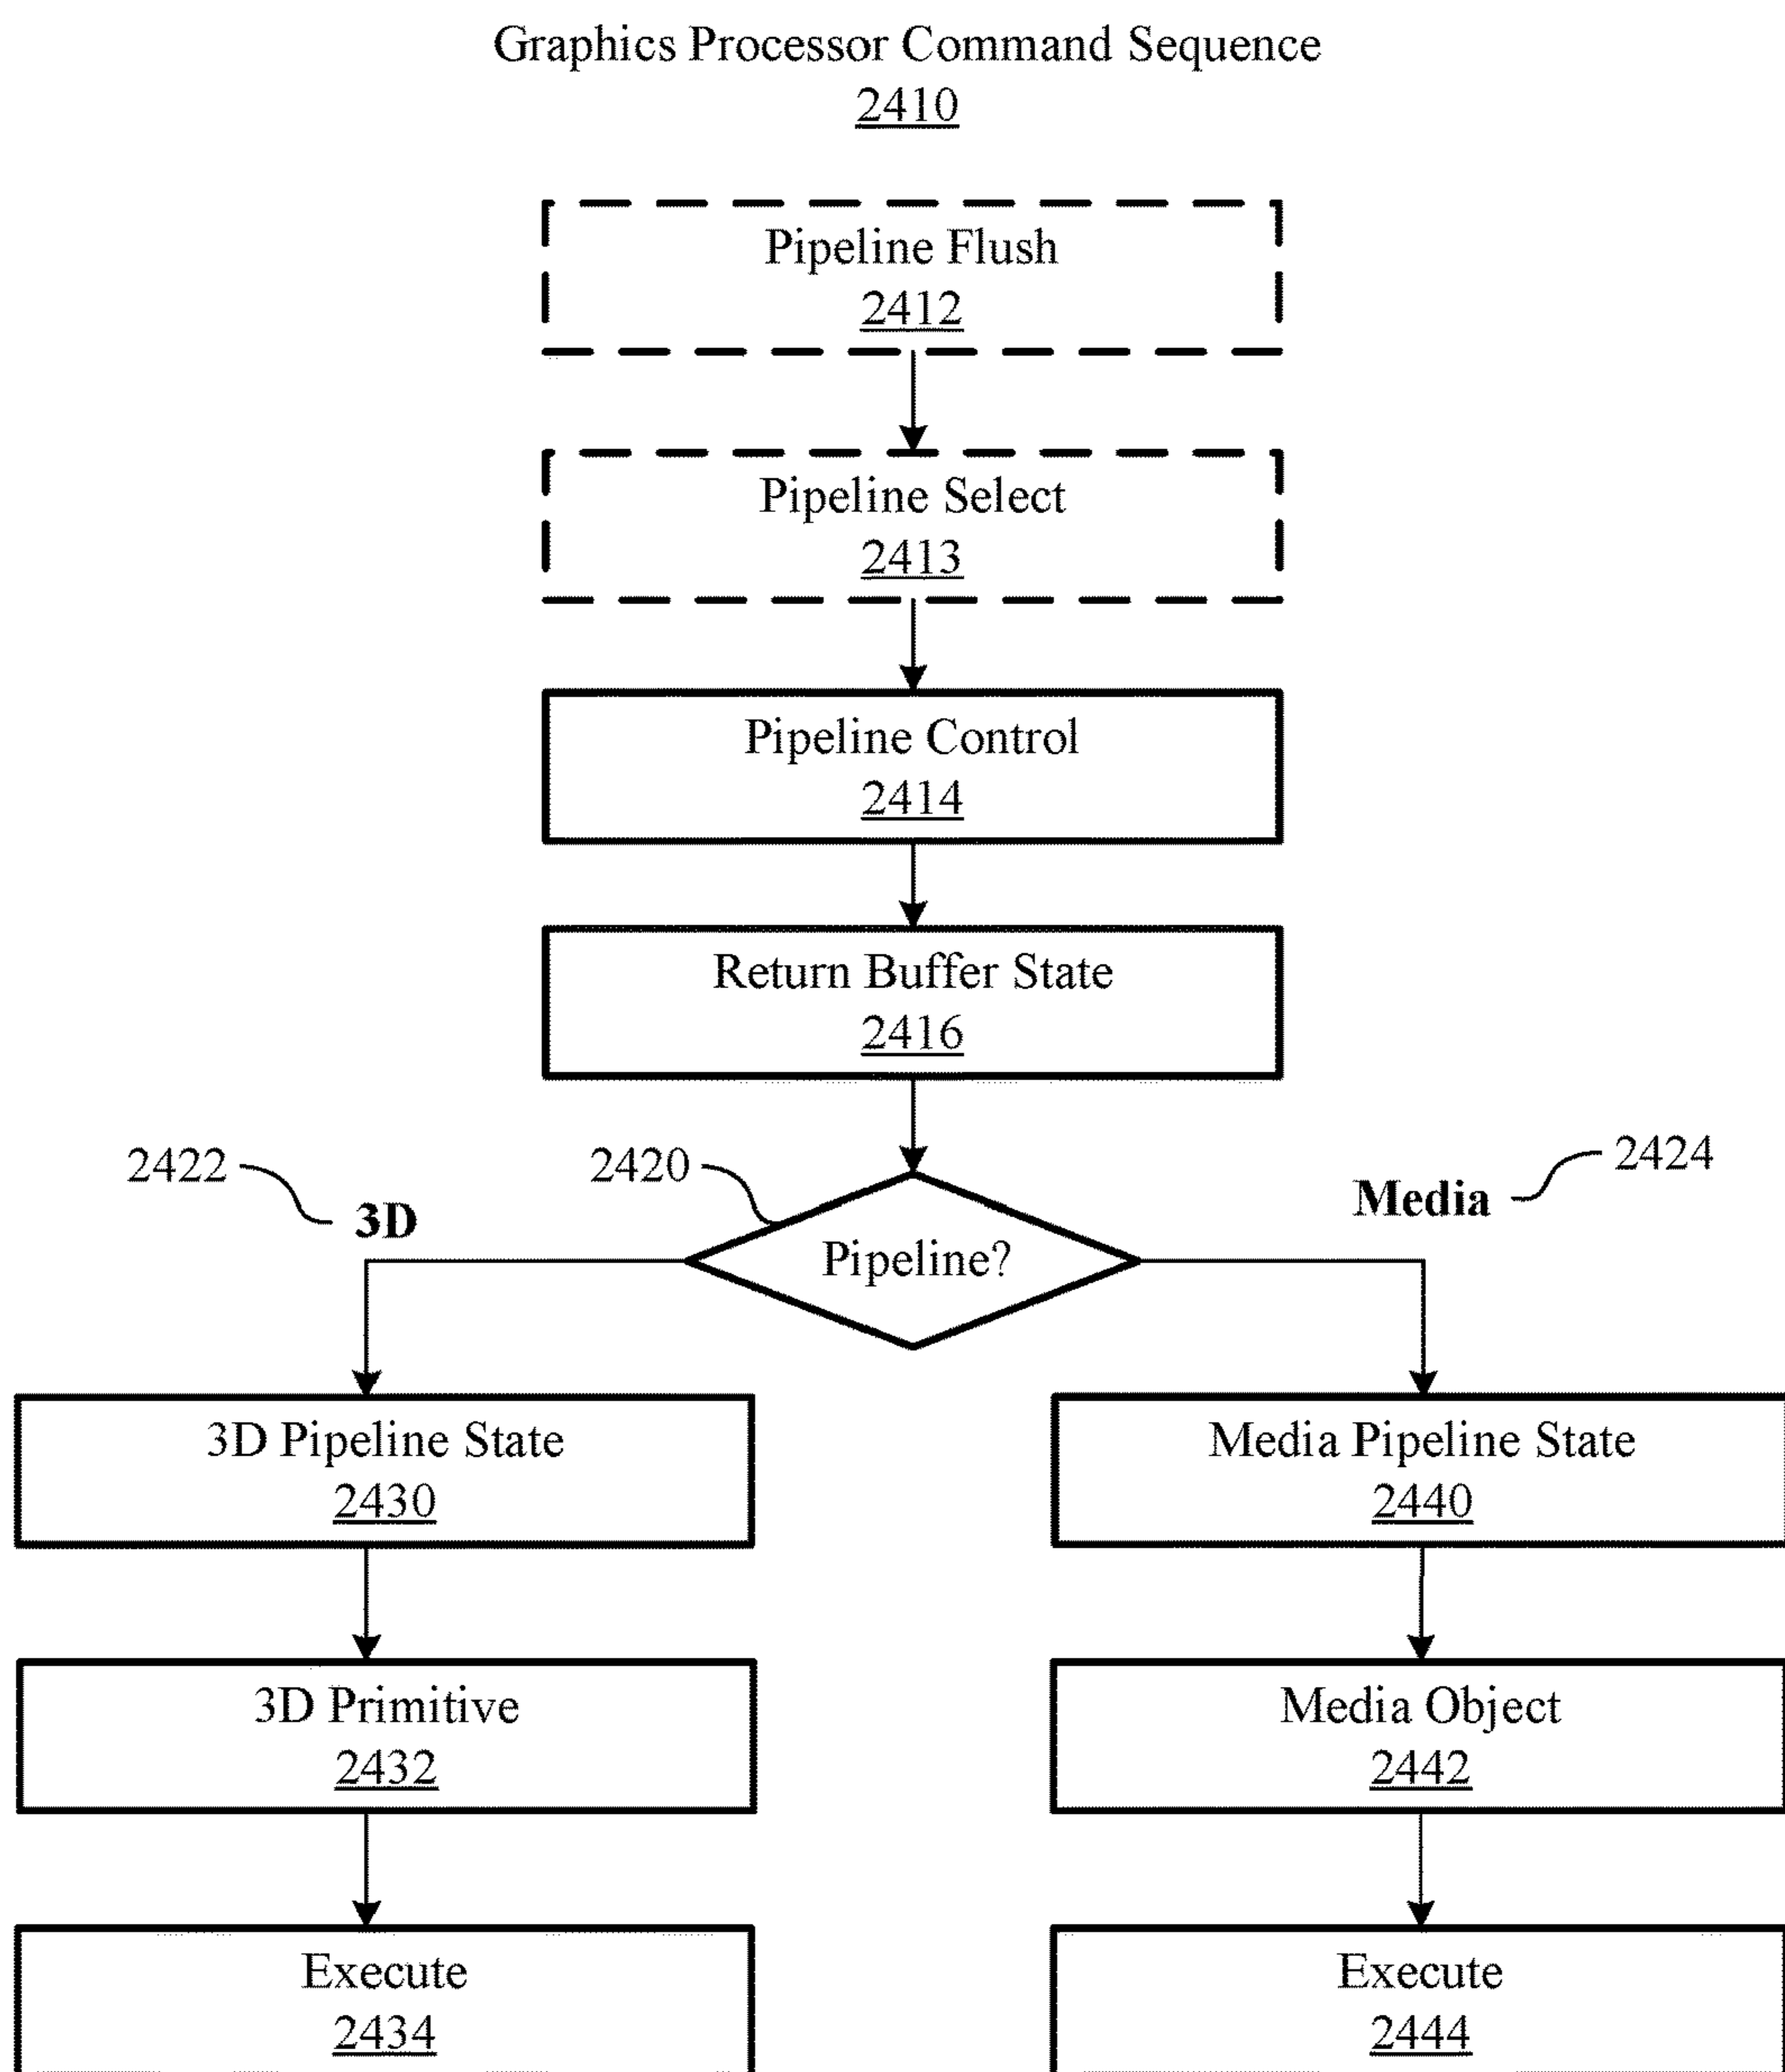 Graphics Processor Command Sequence
2410
Pipeline Flush
2412
Pipeline Select
2413
Pipeline Control
2414
Return Buffer State
2416
2422
3D
2420
Pipeline?
Media
2424
3D Pipeline State
2430
Media Pipeline State
2440
3D Primitive
2432
Media Object
2442
Execute
2434
Execute
2444